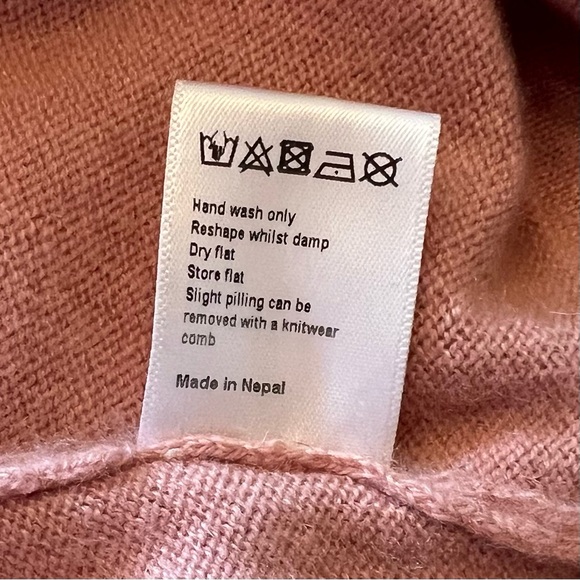 Hand wash only
Reshape whilst damp
Dry flat
Store flat
Slight pilling can be
removed with a knitwear
comb
Made in Nepal